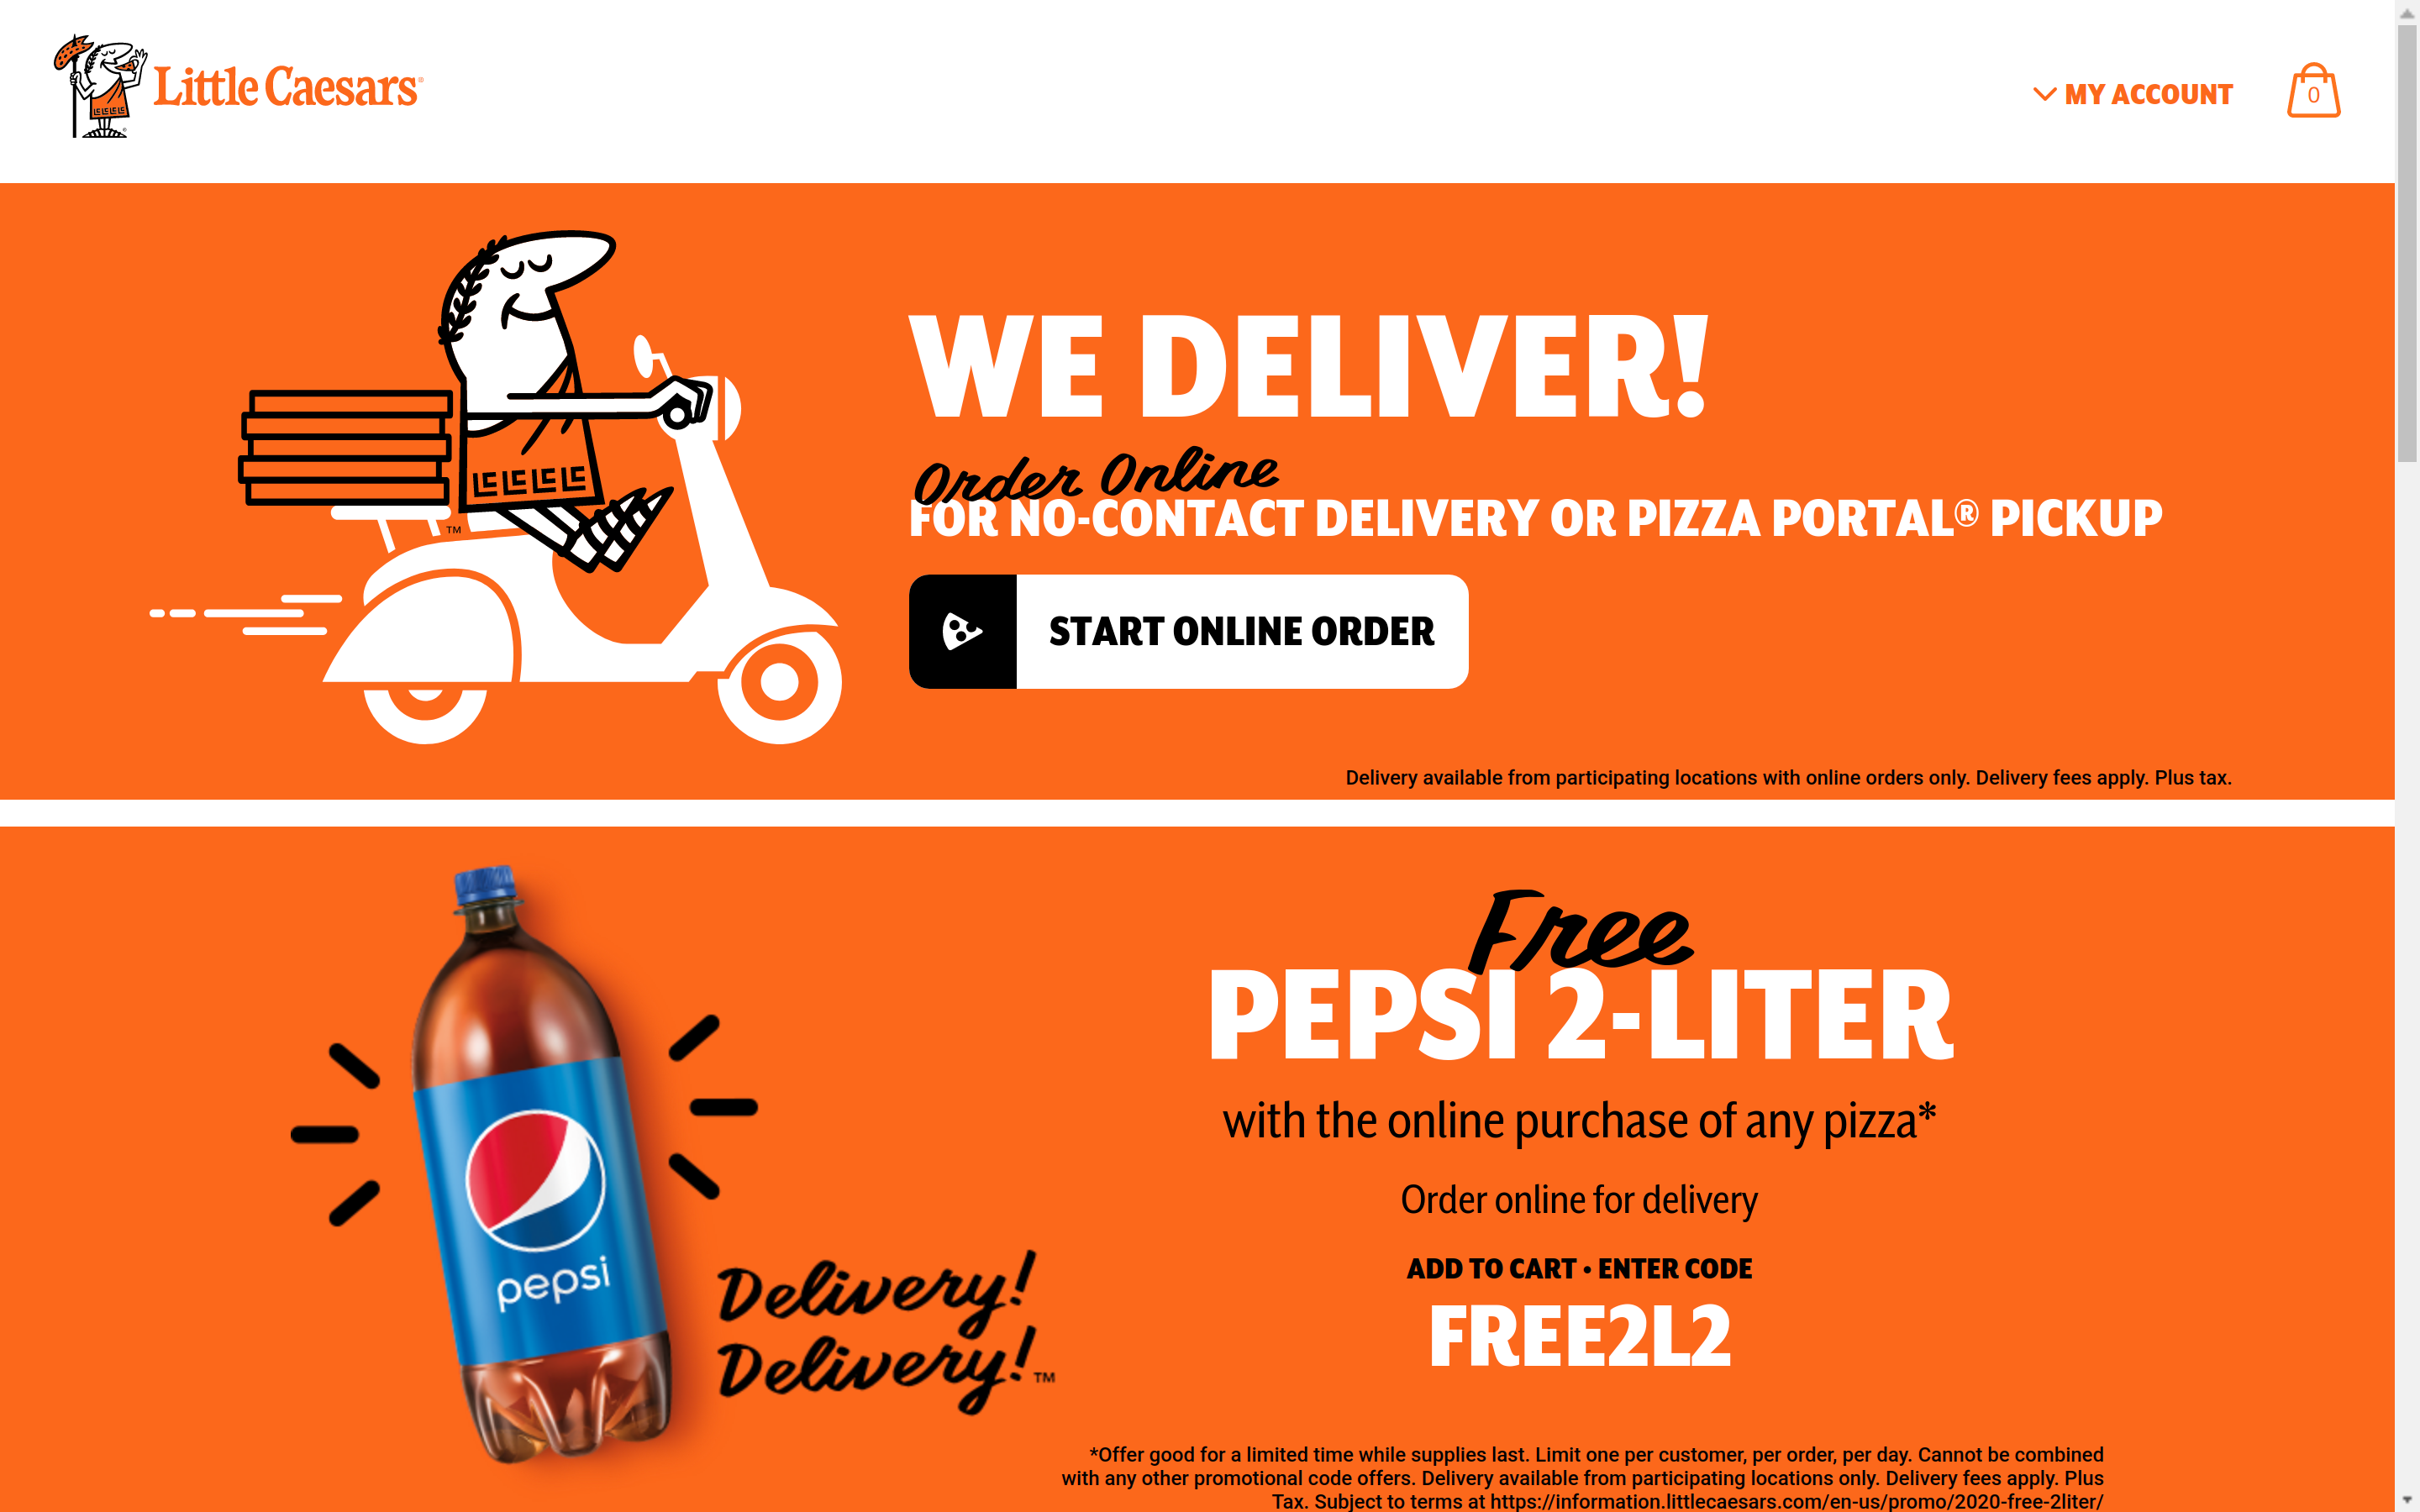 Little Caesars
MY ACCOUNT
0
WE DELIVER!
Order Online
FOR NO-CONTACT DELIVERY OR PIZZA PORTAL® PICKUP
™
START ONLINE ORDER
Delivery available from participating locations with online orders only. Delivery fees apply. Plus tax.
Free
PEPSI 2-LITER
with the online purchase of any pizza*
Order online for delivery
ADD TO CART • ENTER CODE
FREE2L2
pepsi
Delivery!
Delivery!™
*Offer good for a limited time while supplies last. Limit one per customer, per order, per day. Cannot be combined
with any other promotional code offers. Delivery available from participating locations only. Delivery fees apply. Plus
Tax. Subject to terms at https://information.littlecaesars.com/en-us/promo/2020-free-2liter/